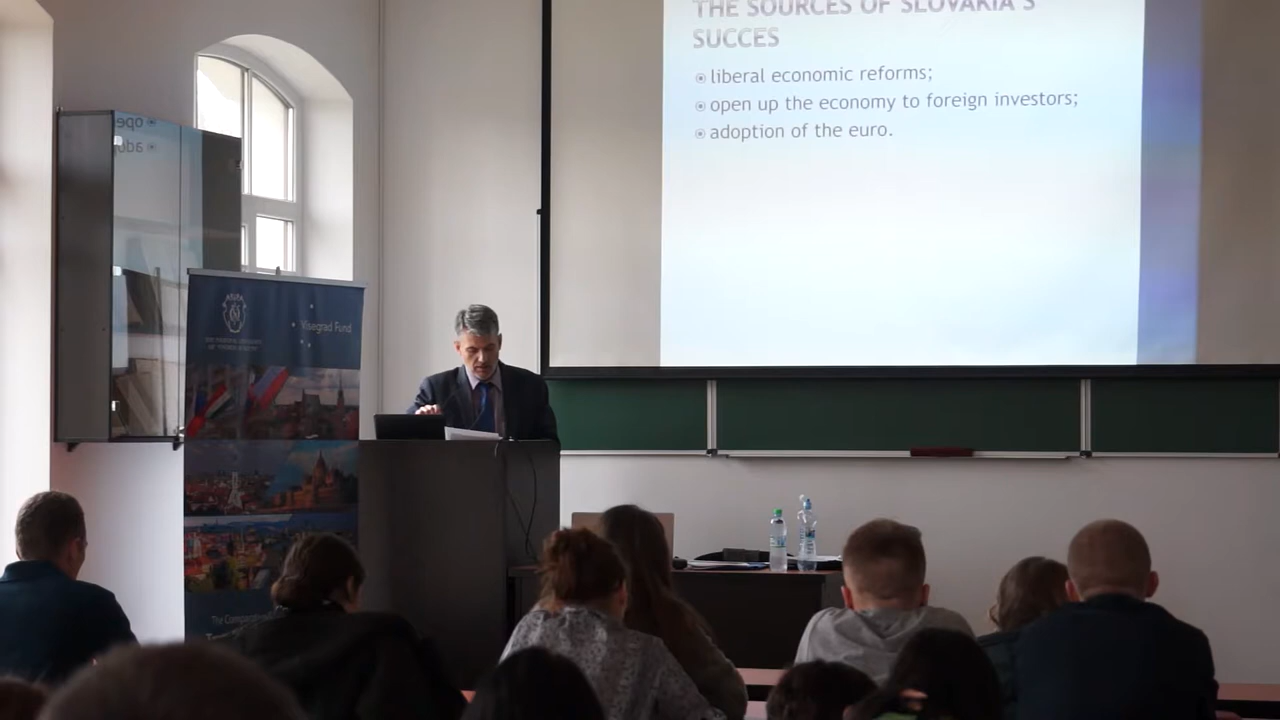 THE SOURCES OF SLOVAKIA'S
SUCCES
liberal economic reforms;
open up the economy to foreign investors;
adoption of the euro.
Visegrad Fund